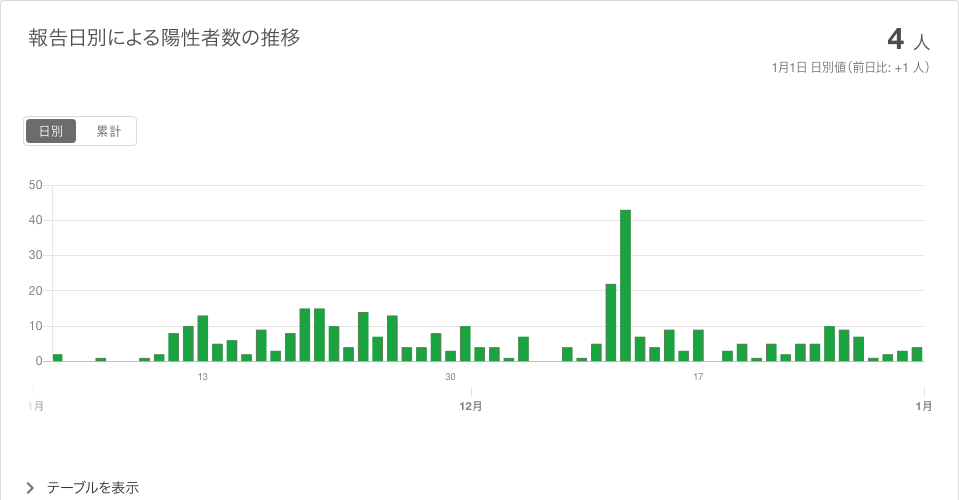 報告日別による陽性者数の推移
4 人
1月1日 日別値（前日比: +1 人）
日別 累計
50
40
30
20
10
0
13 30 17
1月 12月 1月
テーブルを表示